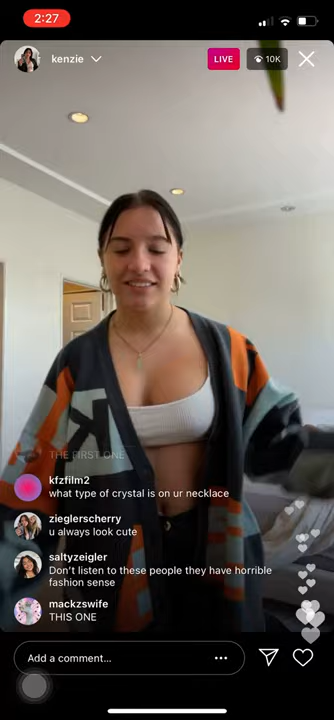 2:27
kenzie
LIVE
10K
THE FIRST ONE
kfzfilm2
what type of crystal is on ur necklace
zieglerscherry
u always look cute
saltyzeigler
Don't listen to these people they have horrible
fashion sense
mackzswife
THIS ONE
Add a comment...